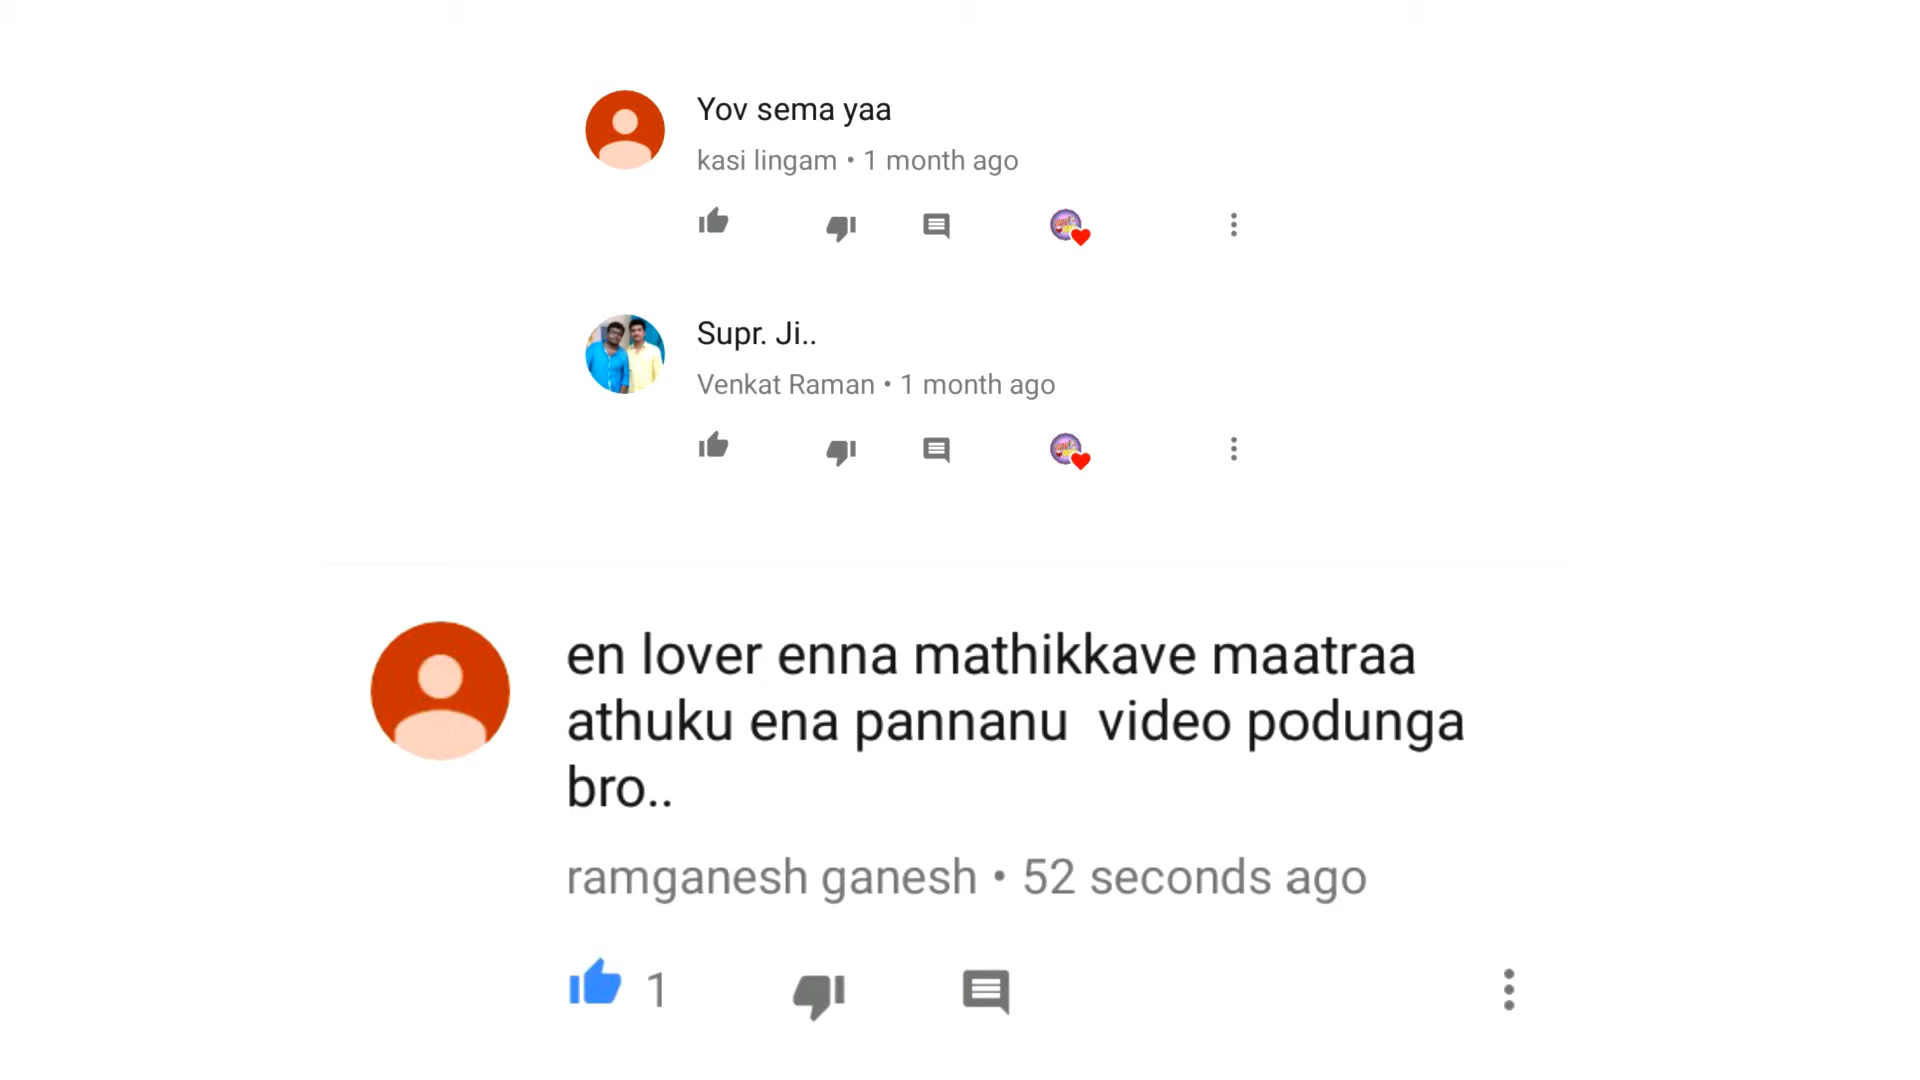 Yov sema yaa
kasi lingam • 1 month ago
Supr. Ji..
Venkat Raman • 1 month ago
en lover enna mathikkave maatraa
athuku ena pannanu  video podunga
bro..
ramganesh ganesh • 52 seconds ago
1